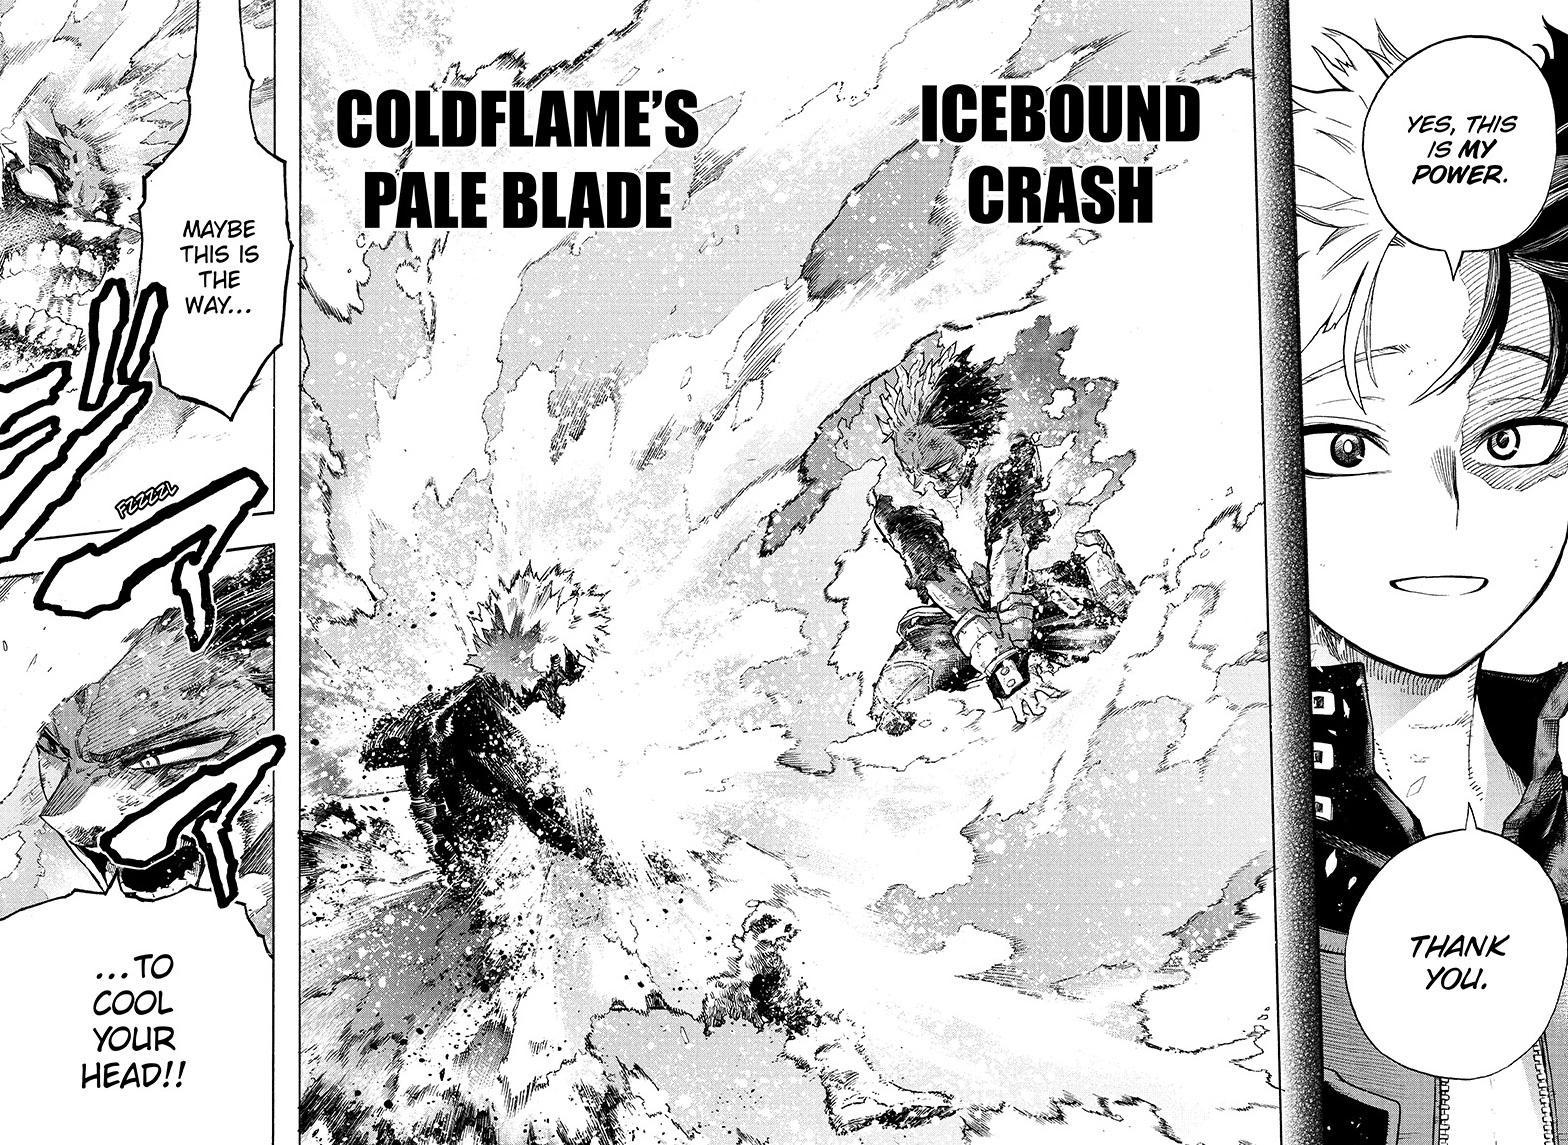 YES, THIS
IS MY
POWER.
THANK
YOU.
ICEBOUND
CRASH
COLDFLAME'S
PALE BLADE
MAYBE
THIS IS
THE
WAY...
FZZZZL
...TO
COOL
YOUR
HEAD!!